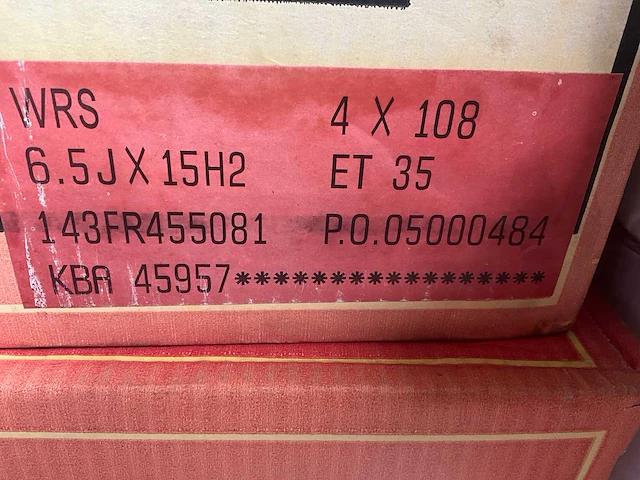 WRS 4 X 108
6.5J X 15H2 ET 35
143FR455081 P.O.05000484
KBA 45957****************